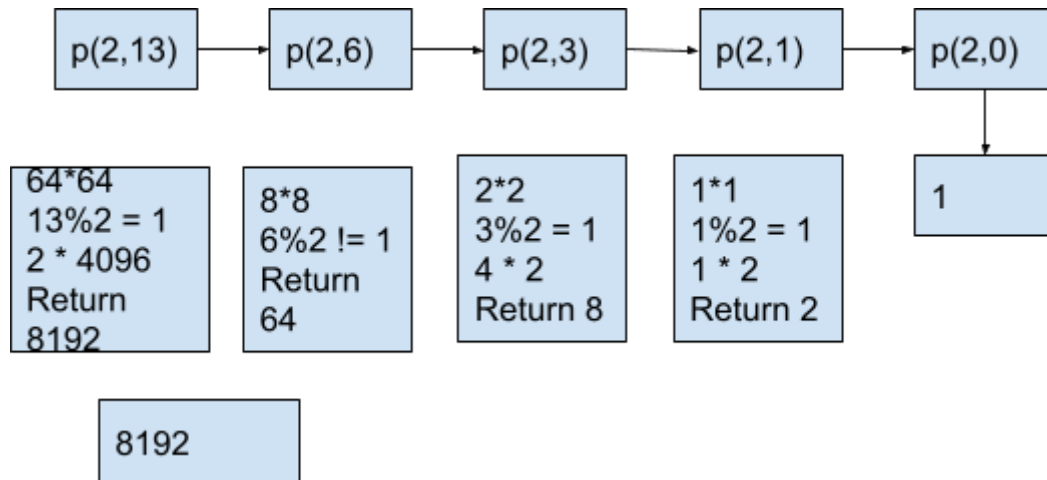 p(2,13)
p(2,6)
p(2,3)
p(2,1)
p(2,0)
64*64
13%2 = 1
2 * 4096
Return
8192
8*8
6%2 != 1
Return
64
2*2
3%2 = 1
4 * 2
Return 8
1*1
1%2 = 1
1 * 2
Return 2
1
8192